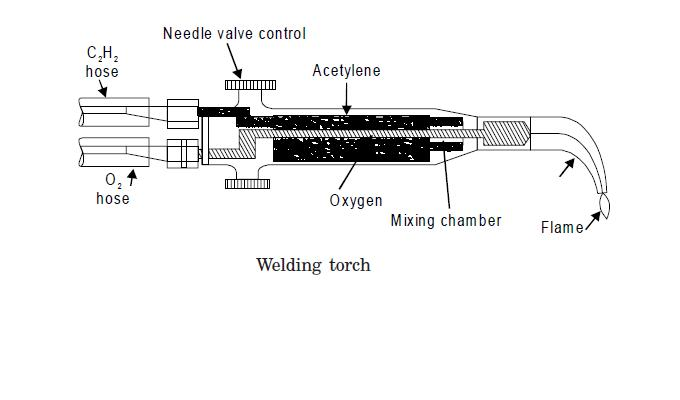 Needle valve control
C₂H₂
hose
Acetylene
O₂
hose
Oxygen
Mixing chamber
Flame
Welding torch